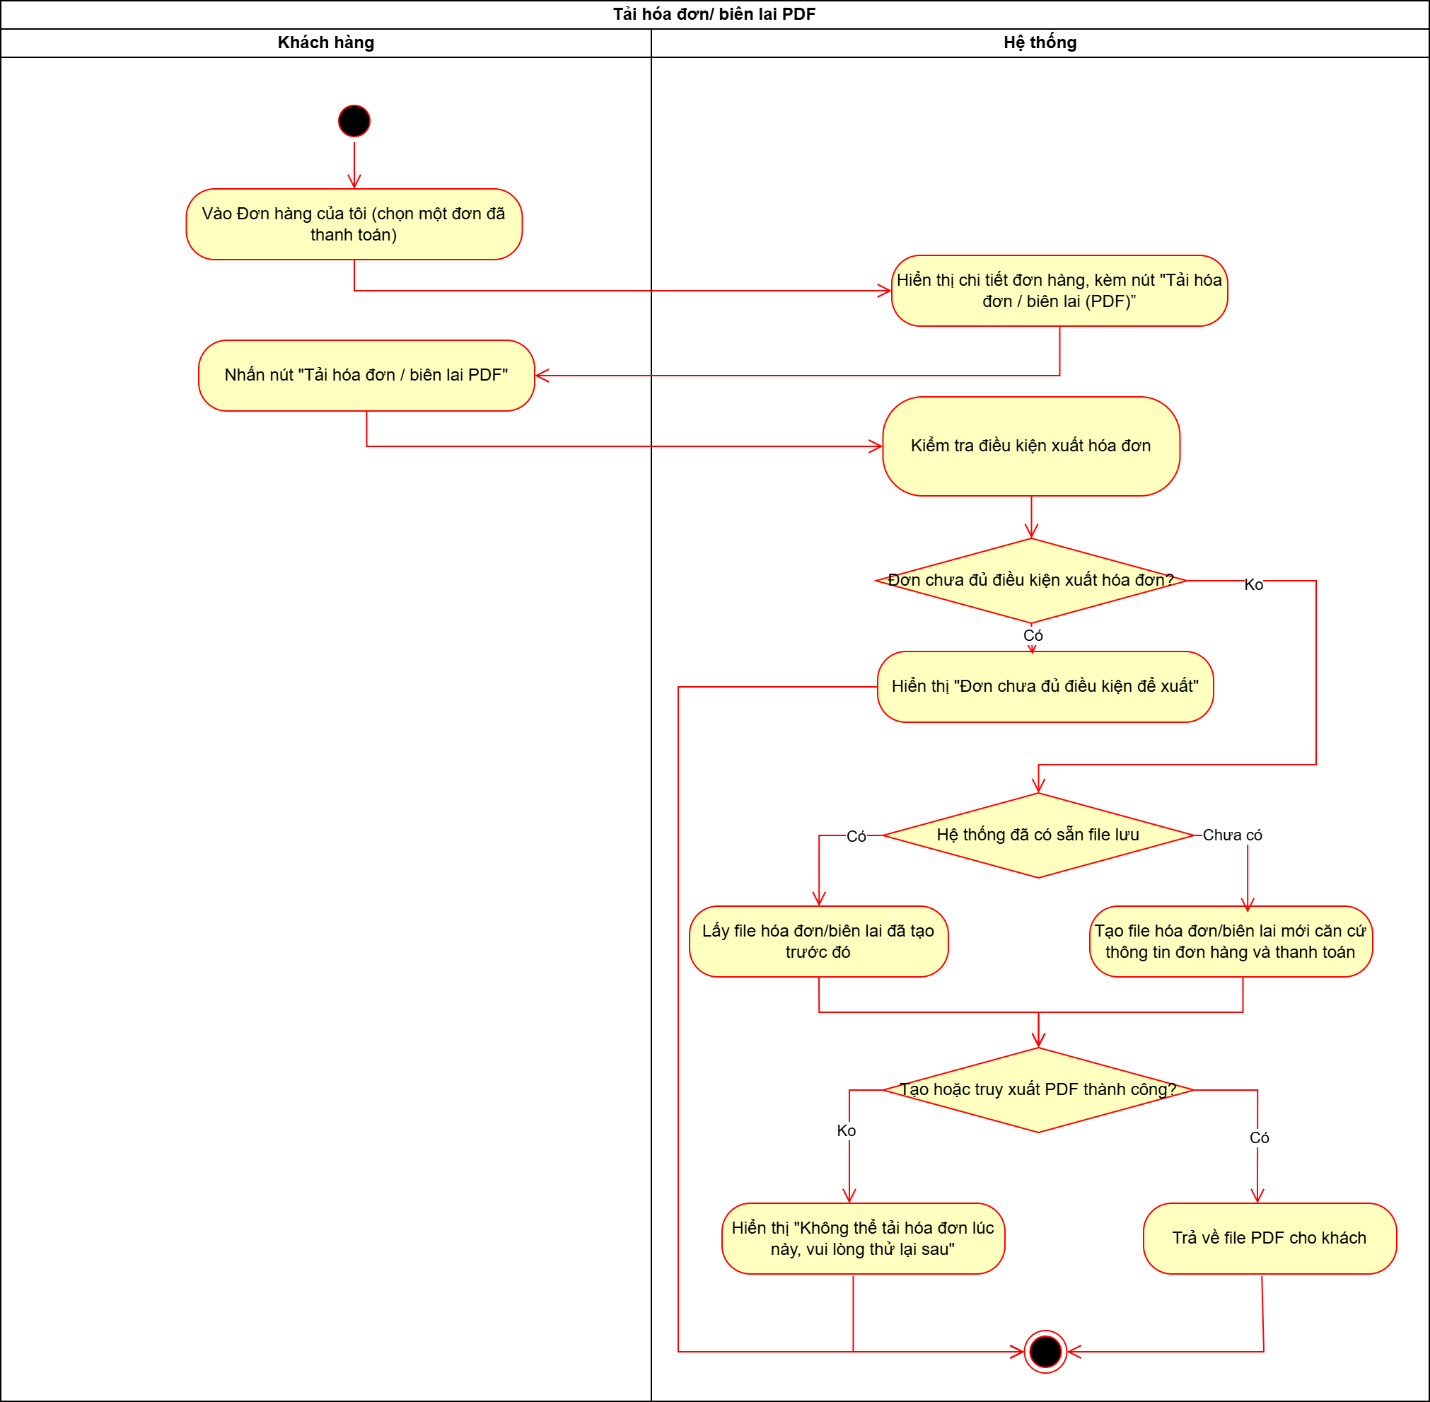 Tải hóa đơn/ biên lai PDF
Khách hàng
Hệ thống
Vào Đơn hàng của tôi (chọn một đơn đã
thanh toán)
Hiển thị chi tiết đơn hàng, kèm nút "Tải hóa
đơn / biên lai (PDF)”
Nhấn nút "Tải hóa đơn / biên lai PDF"
Kiểm tra điều kiện xuất hóa đơn
Đơn chưa đủ điều kiện xuất hóa đơn?
Ko
Có
Hiển thị "Đơn chưa đủ điều kiện để xuất"
Hệ thống đã có sẵn file lưu
Có
Chưa có
Lấy file hóa đơn/biên lai đã tạo
trước đó
Tạo file hóa đơn/biên lai mới căn cứ
thông tin đơn hàng và thanh toán
Tạo hoặc truy xuất PDF thành công?
Ko
Có
Hiển thị "Không thể tải hóa đơn lúc
này, vui lòng thử lại sau"
Trả về file PDF cho khách